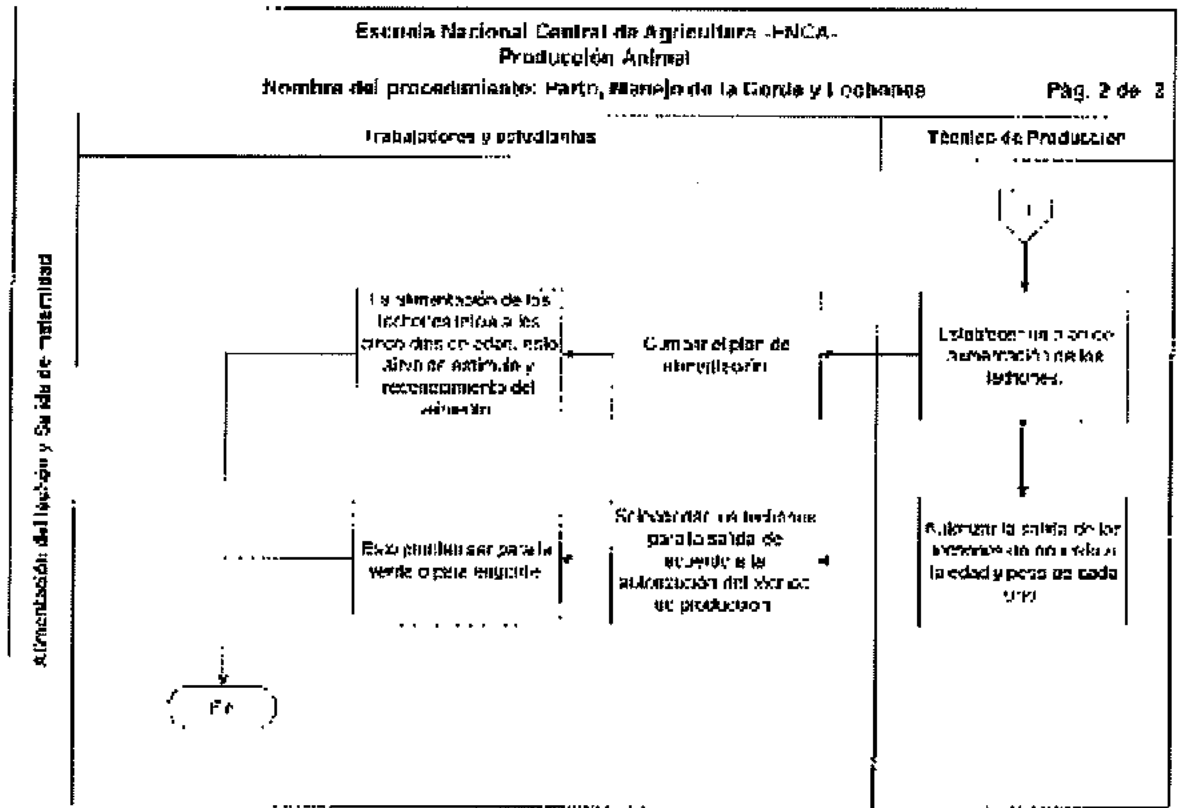 Escuela Nacional Central de Agricultura -ENCA-
Producción Animal
Nombre del procedimiento: Parto, Manejo de la Cerda y Lechones
Pág. 2 de 2
Trabajadores y estudiantes
Técnico de Producción
Alimentación del lechón y Salida de maternidad
1
La alimentación de los
lechones inicia a los
cinco días de edad, esto
sirve de estímulo y
reconocimiento del
alimento
Cumplir el plan de
alimentación
Establecer un plan de
alimentación de los
lechones.
Esto pueden ser para la
venta o para engorde
Seleccionar los lechones
para la salida de
acuerdo a la
autorización del técnico
de producción
Autorizar la salida de los
lechones de acuerdo a
la edad y peso de cada
uno
Fin